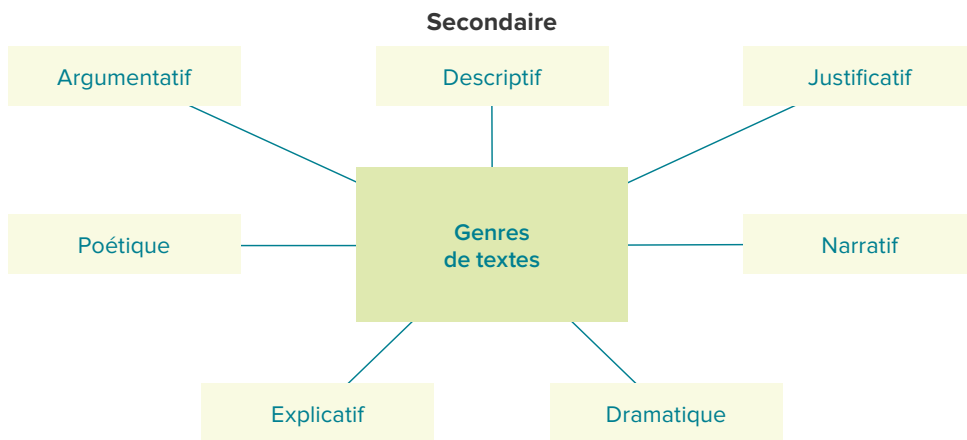 Secondaire
Argumentatif
Descriptif
Justificatif
Poétique
Genres
de textes
Narratif
Explicatif
Dramatique